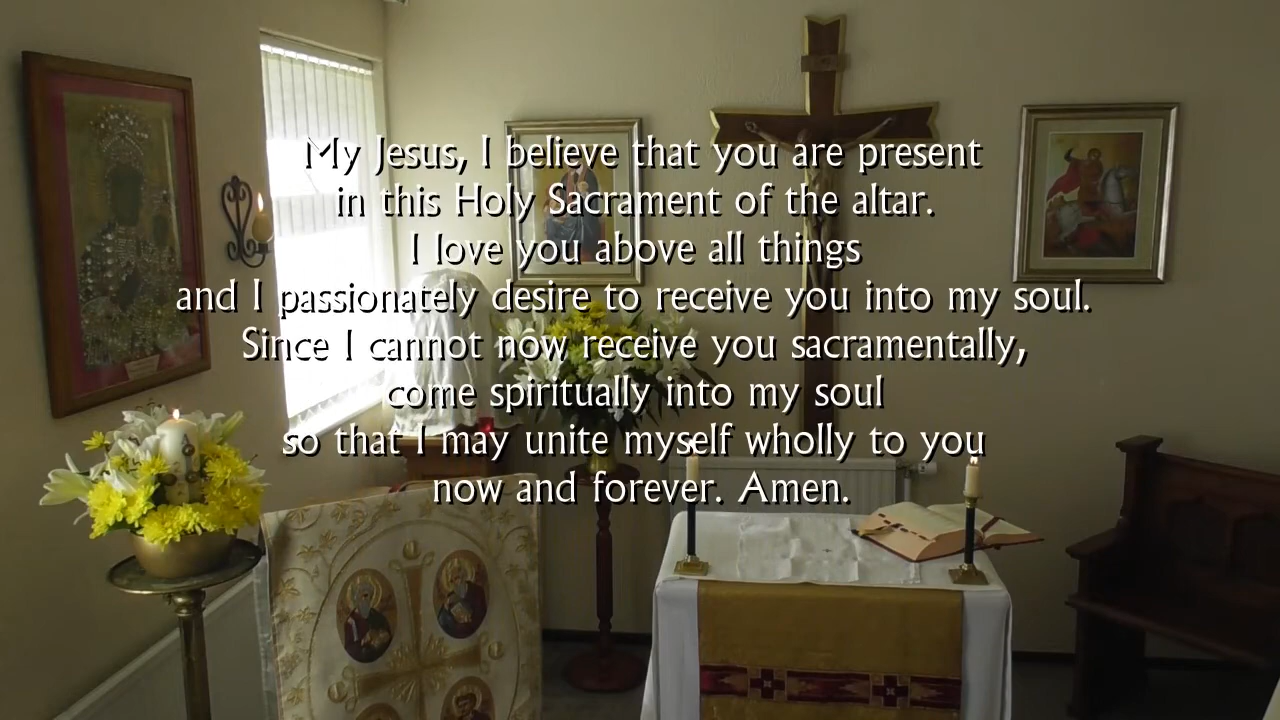 My Jesus, I believe that you are present
in this Holy Sacrament of the altar.
I love you above all things
and I passionately desire to receive you into my soul.
Since I cannot now receive you sacramentally,
come spiritually into my soul
so that I may unite myself wholly to you
now and forever. Amen.